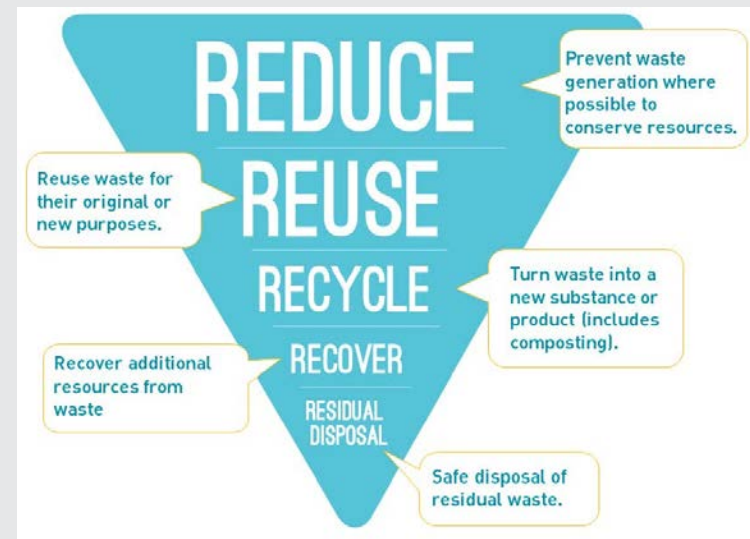 REDUCE
Prevent waste
generation where
possible to
conserve resources.
REUSE
Reuse waste for
their original or
new purposes.
RECYCLE
Turn waste into a
new substance or
product (includes
composting).
RECOVER
Recover additional
resources from
waste
RESIDUAL
DISPOSAL
Safe disposal of
residual waste.